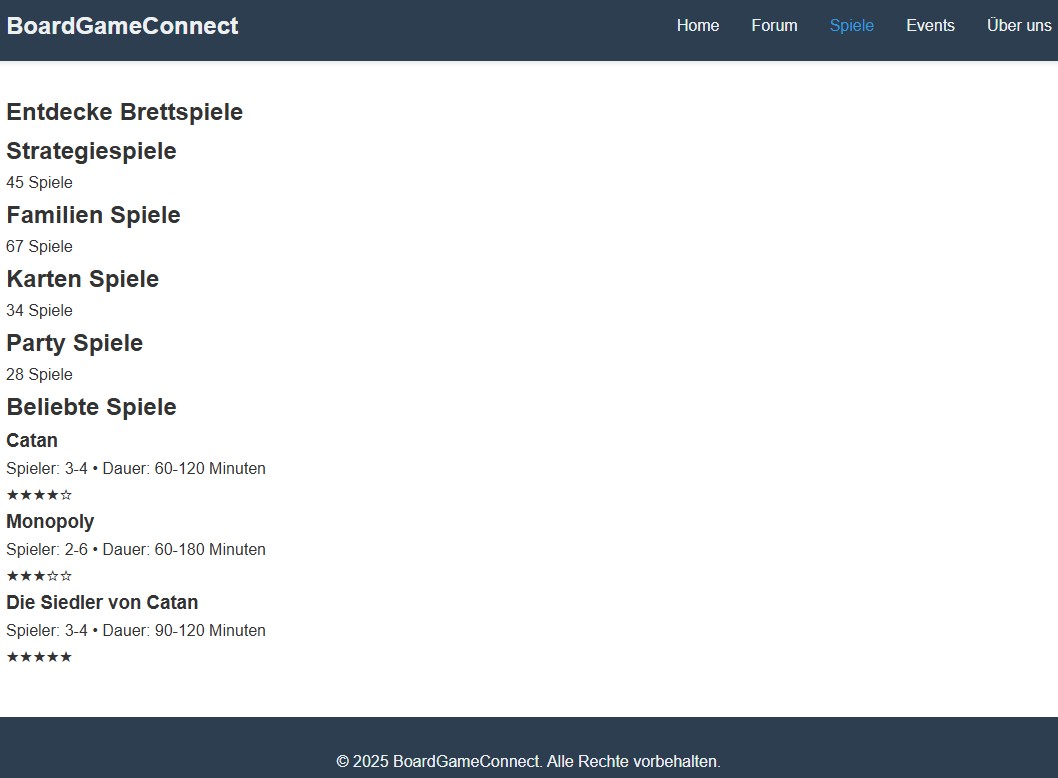 BoardGameConnect
Home Forum Spiele Events Über uns
Entdecke Brettspiele
Strategiespiele
45 Spiele
Familien Spiele
67 Spiele
Karten Spiele
34 Spiele
Party Spiele
28 Spiele
Beliebte Spiele
Catan
Spieler: 3-4 • Dauer: 60-120 Minuten
★★★★☆
Monopoly
Spieler: 2-6 • Dauer: 60-180 Minuten
★★★☆☆
Die Siedler von Catan
Spieler: 3-4 • Dauer: 90-120 Minuten
★★★★★
© 2025 BoardGameConnect. Alle Rechte vorbehalten.